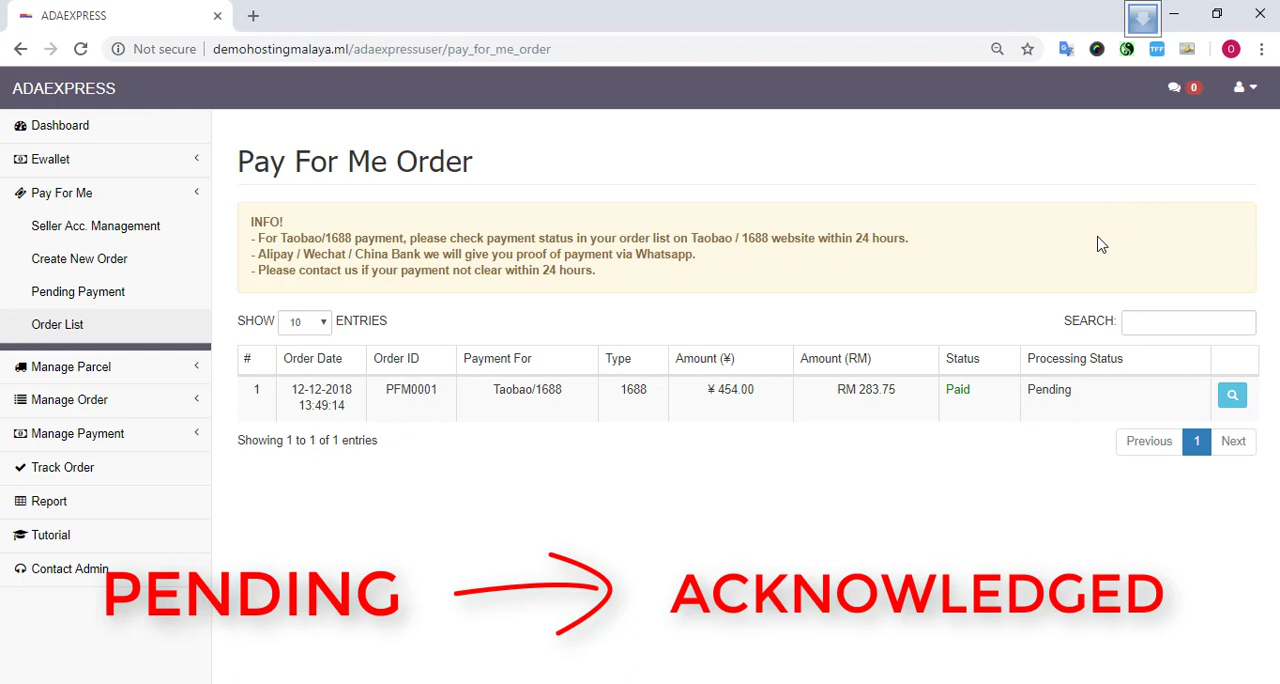 ADAEXPRESS
Not secure | demohostingmalaya.ml/adaexpressuser/pay_for_me_order
TFF
O
ADAEXPRESS
0
Dashboard
Ewallet
Pay For Me
Seller Acc. Management
Create New Order
Pending Payment
Order List
Manage Parcel
Manage Order
Manage Payment
Track Order
Report
Tutorial
Contact Admin
Pay For Me Order
INFO!
- For Taobao/1688 payment, please check payment status in your order list on Taobao / 1688 website within 24 hours.
- Alipay / Wechat / China Bank we will give you proof of payment via Whatsapp.
- Please contact us if your payment not clear within 24 hours.
SHOW 10 ENTRIES
SEARCH:
# Order Date Order ID Payment For Type Amount (¥) Amount (RM) Status Processing Status
1 12-12-2018 PFM0001 Taobao/1688 1688 ¥ 454.00 RM 283.75 Paid Pending
13:49:14
Showing 1 to 1 of 1 entries
Previous 1 Next
PENDING ACKNOWLEDGED